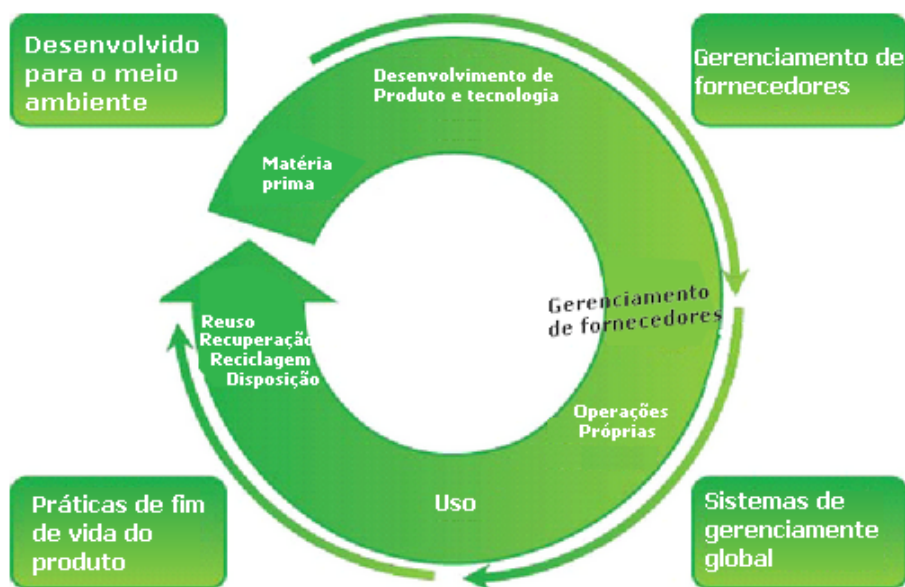 Desenvolvido
para o meio
ambiente
Gerenciamento de
fornecedores
Desenvolvimento de
Produto e tecnologia
Matéria
prima
Gerenciamento
de fornecedores
Reuso
Recuperação
Reciclagem
Disposição
Operações
Próprias
Uso
Práticas de fim
de vida do
produto
Sistemas de
gerenciamente
global